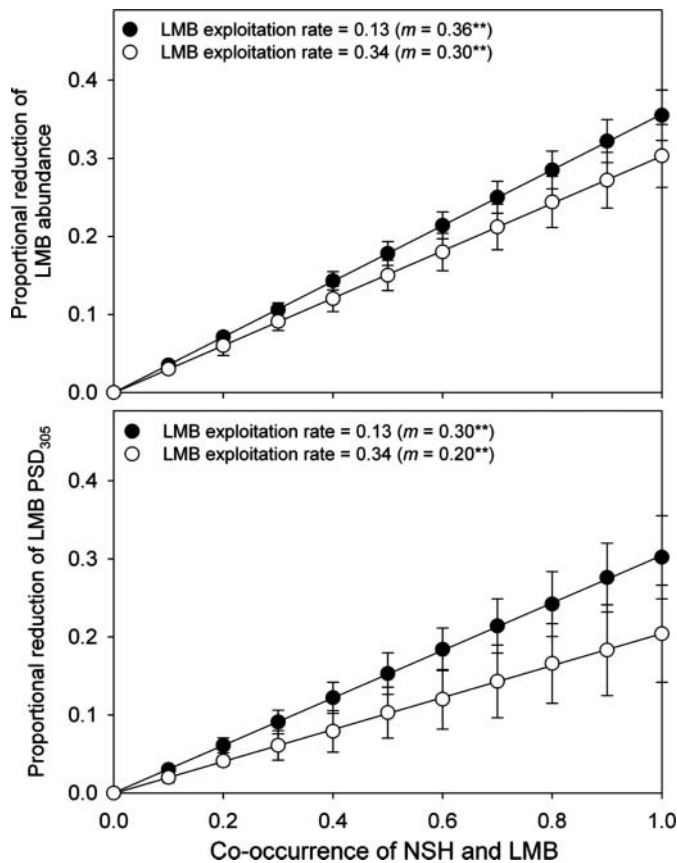 LMB exploitation rate = 0.13 (m = 0.36**)
LMB exploitation rate = 0.34 (m = 0.30**)
Proportional reduction of
LMB abundance
0.4
0.3
0.2
0.1
0.0
LMB exploitation rate = 0.13 (m = 0.30**)
LMB exploitation rate = 0.34 (m = 0.20**)
Proportional reduction of LMB PSD₃₀₅
0.4
0.3
0.2
0.1
0.0
0.0 0.2 0.4 0.6 0.8 1.0
Co-occurrence of NSH and LMB